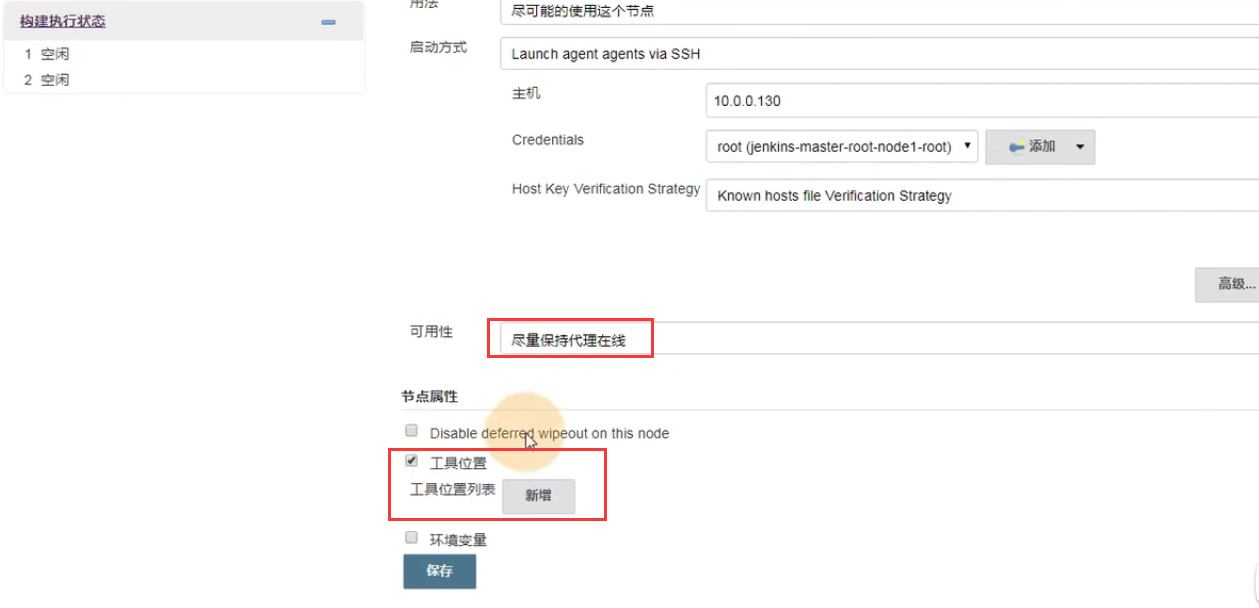 构建执行状态
1 空闲
2 空闲
用法
尽可能的使用这个节点
启动方式
Launch agent agents via SSH
主机
10.0.0.130
Credentials
root (jenkins-master-root-node1-root)
添加
Host Key Verification Strategy
Known hosts file Verification Strategy
高级...
可用性
尽量保持代理在线
节点属性
Disable deferred wipeout on this node
工具位置
工具位置列表
新增
环境变量
保存